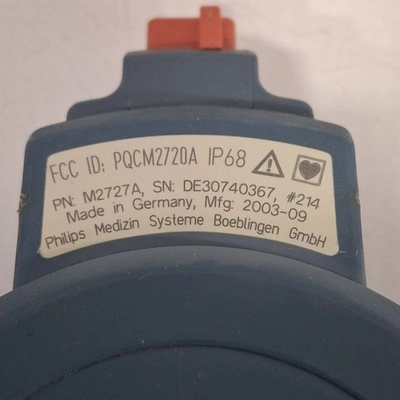 FCC ID: PQCM2720A IP68
PN: M2727A, SN: DE30740367, #214
Made in Germany, Mfg: 2003-09
Philips Medizin Systeme Boeblingen GmbH